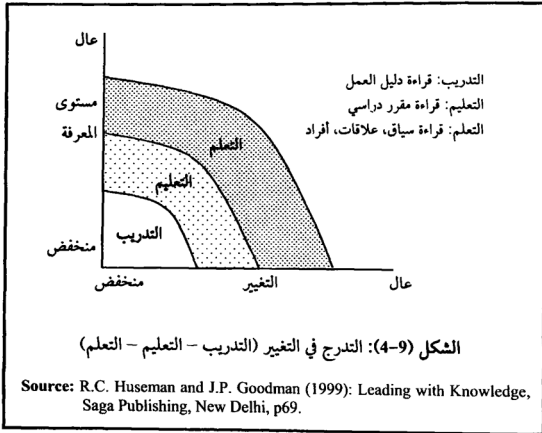 عال
مستوى
المعرفة
منخفض
التدريب: قراءة دليل العمل
التعليم: قراءة مقرر دراسي
التعلم: قراءة سياق، علاقات، أفراد
التعلم
التعليم
التدريب
منخفض
التغيير
عال
الشكل (9-4): التدرج في التغيير (التدريب – التعليم – التعلم)
Source: R.C. Huseman and J.P. Goodman (1999): Leading with Knowledge,
Saga Publishing, New Delhi, p69.